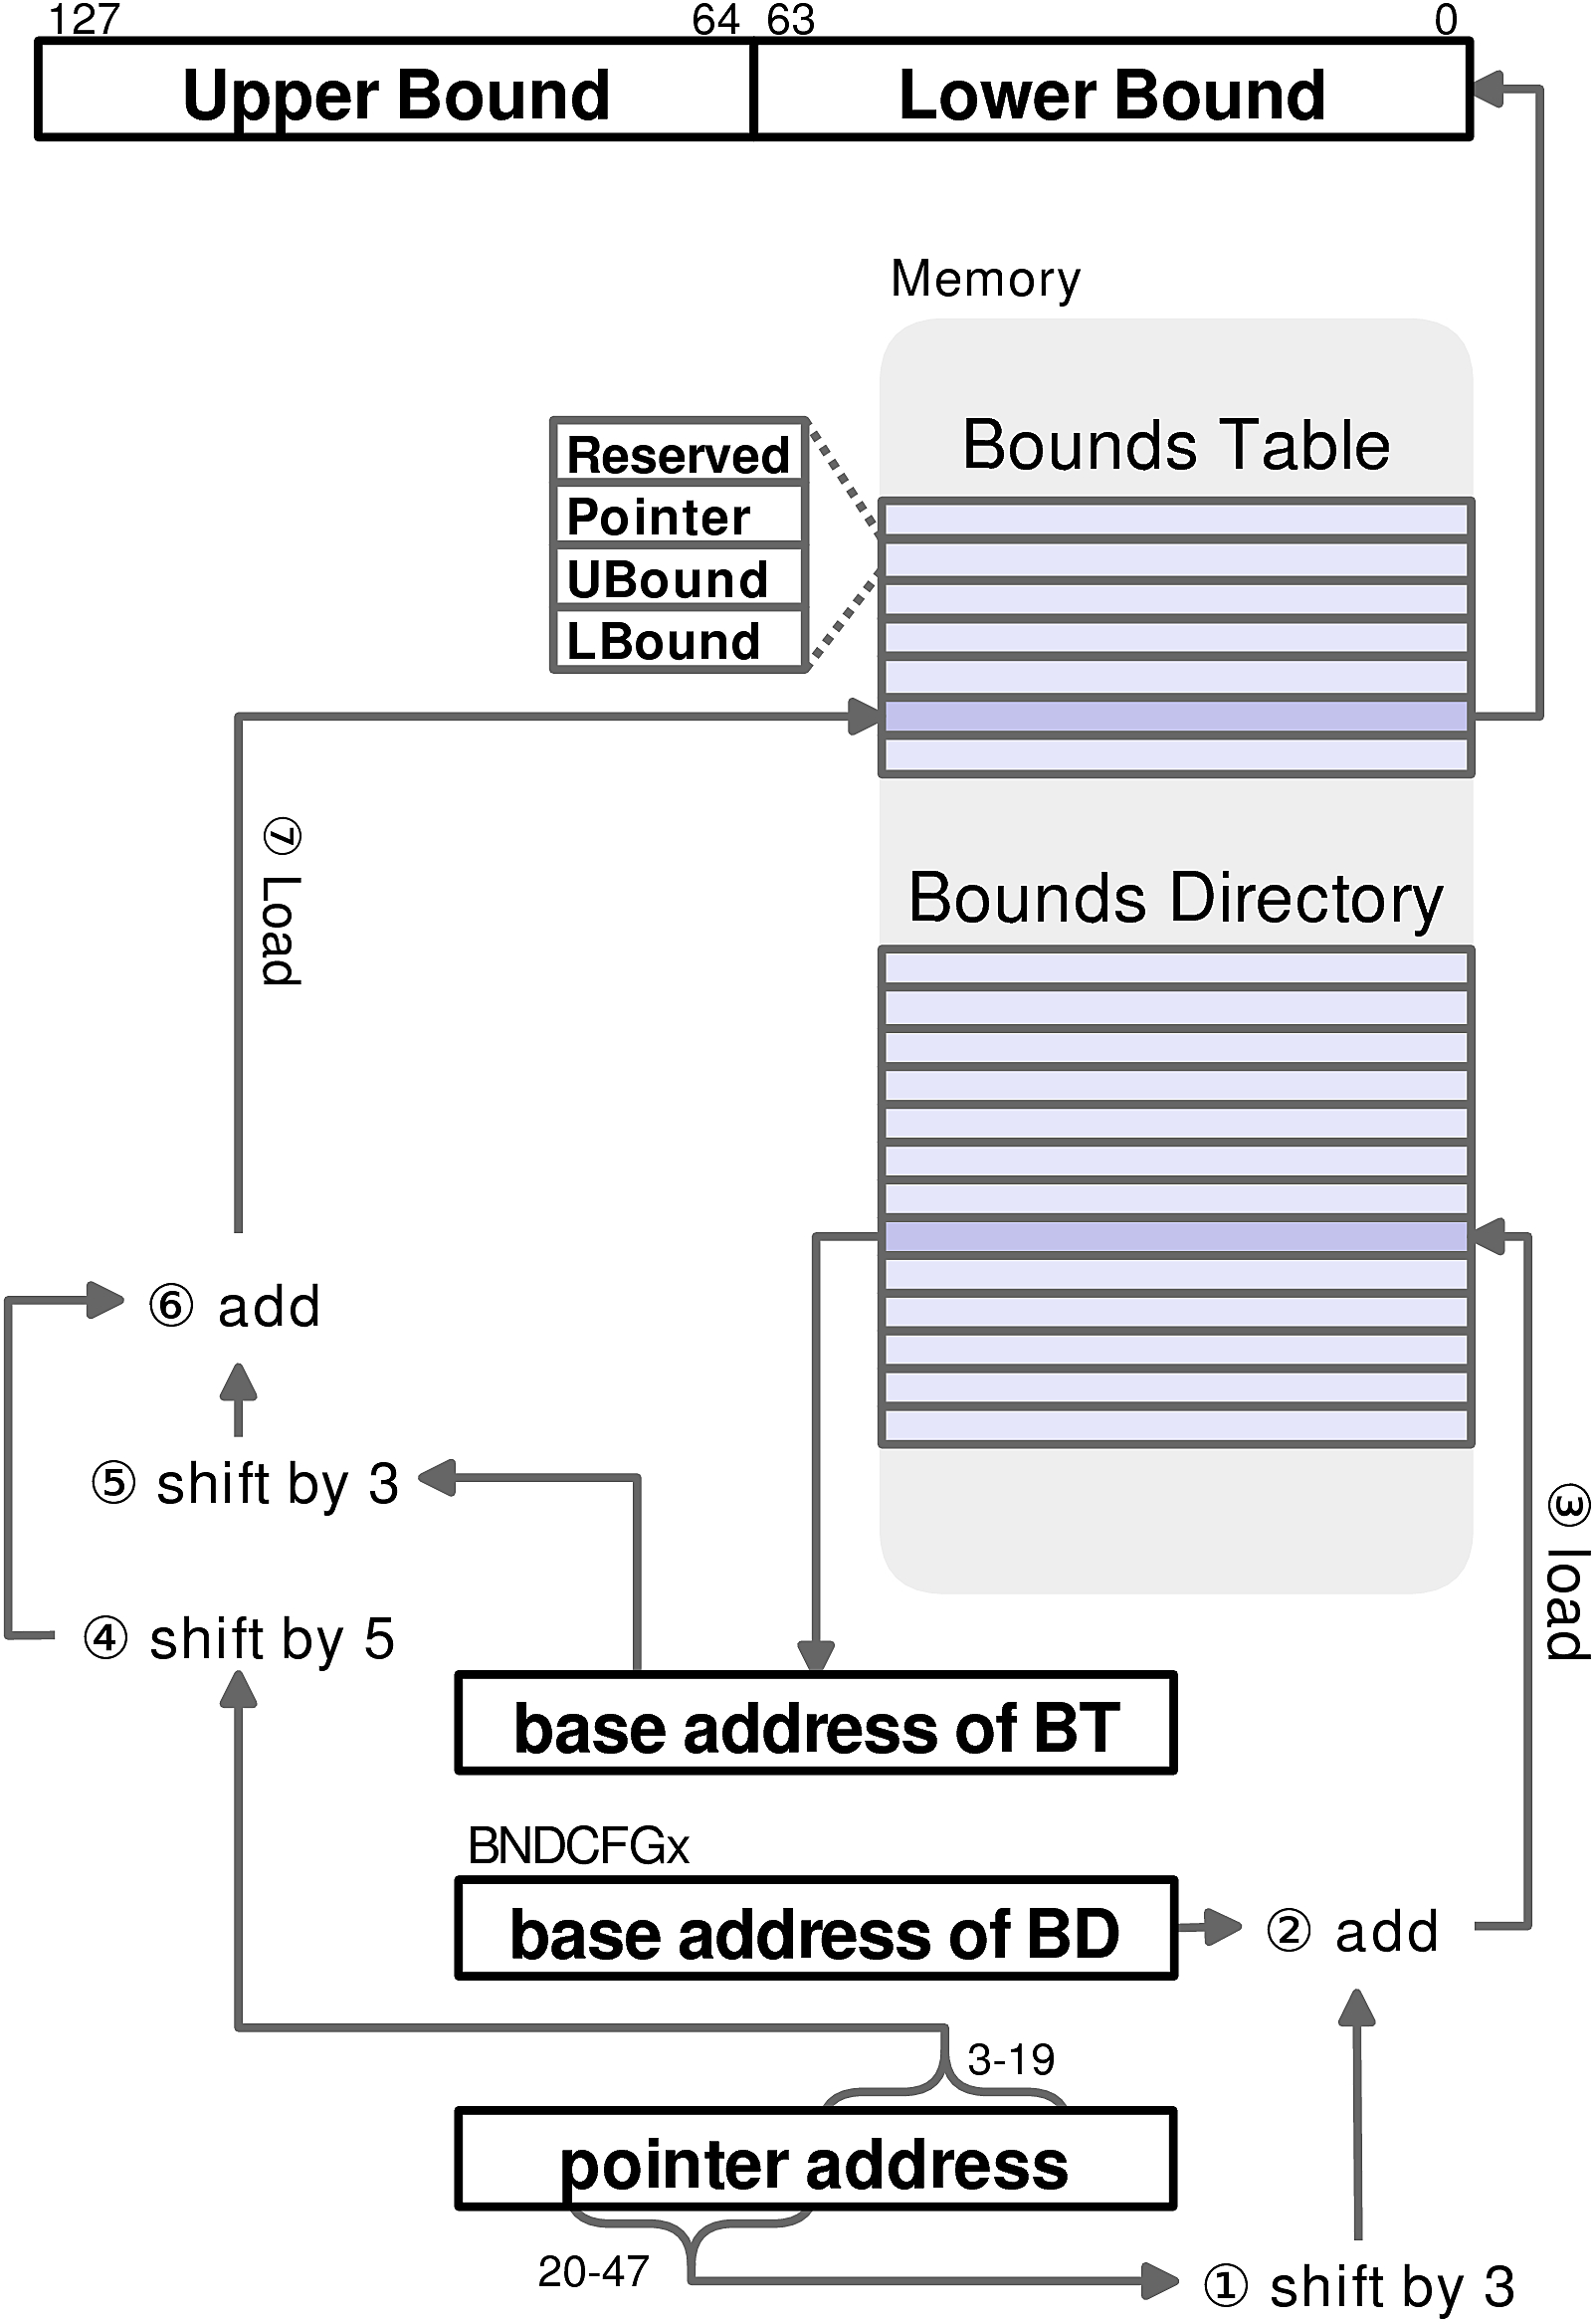 127 64 63 0
Upper Bound Lower Bound
Memory
Bounds Table
Reserved
Pointer
UBound
LBound
⑦ Load
Bounds Directory
⑥ add
⑤ shift by 3
③ load
④ shift by 5
base address of BT
BNDCFGx
base address of BD
② add
3-19
pointer address
20-47
① shift by 3